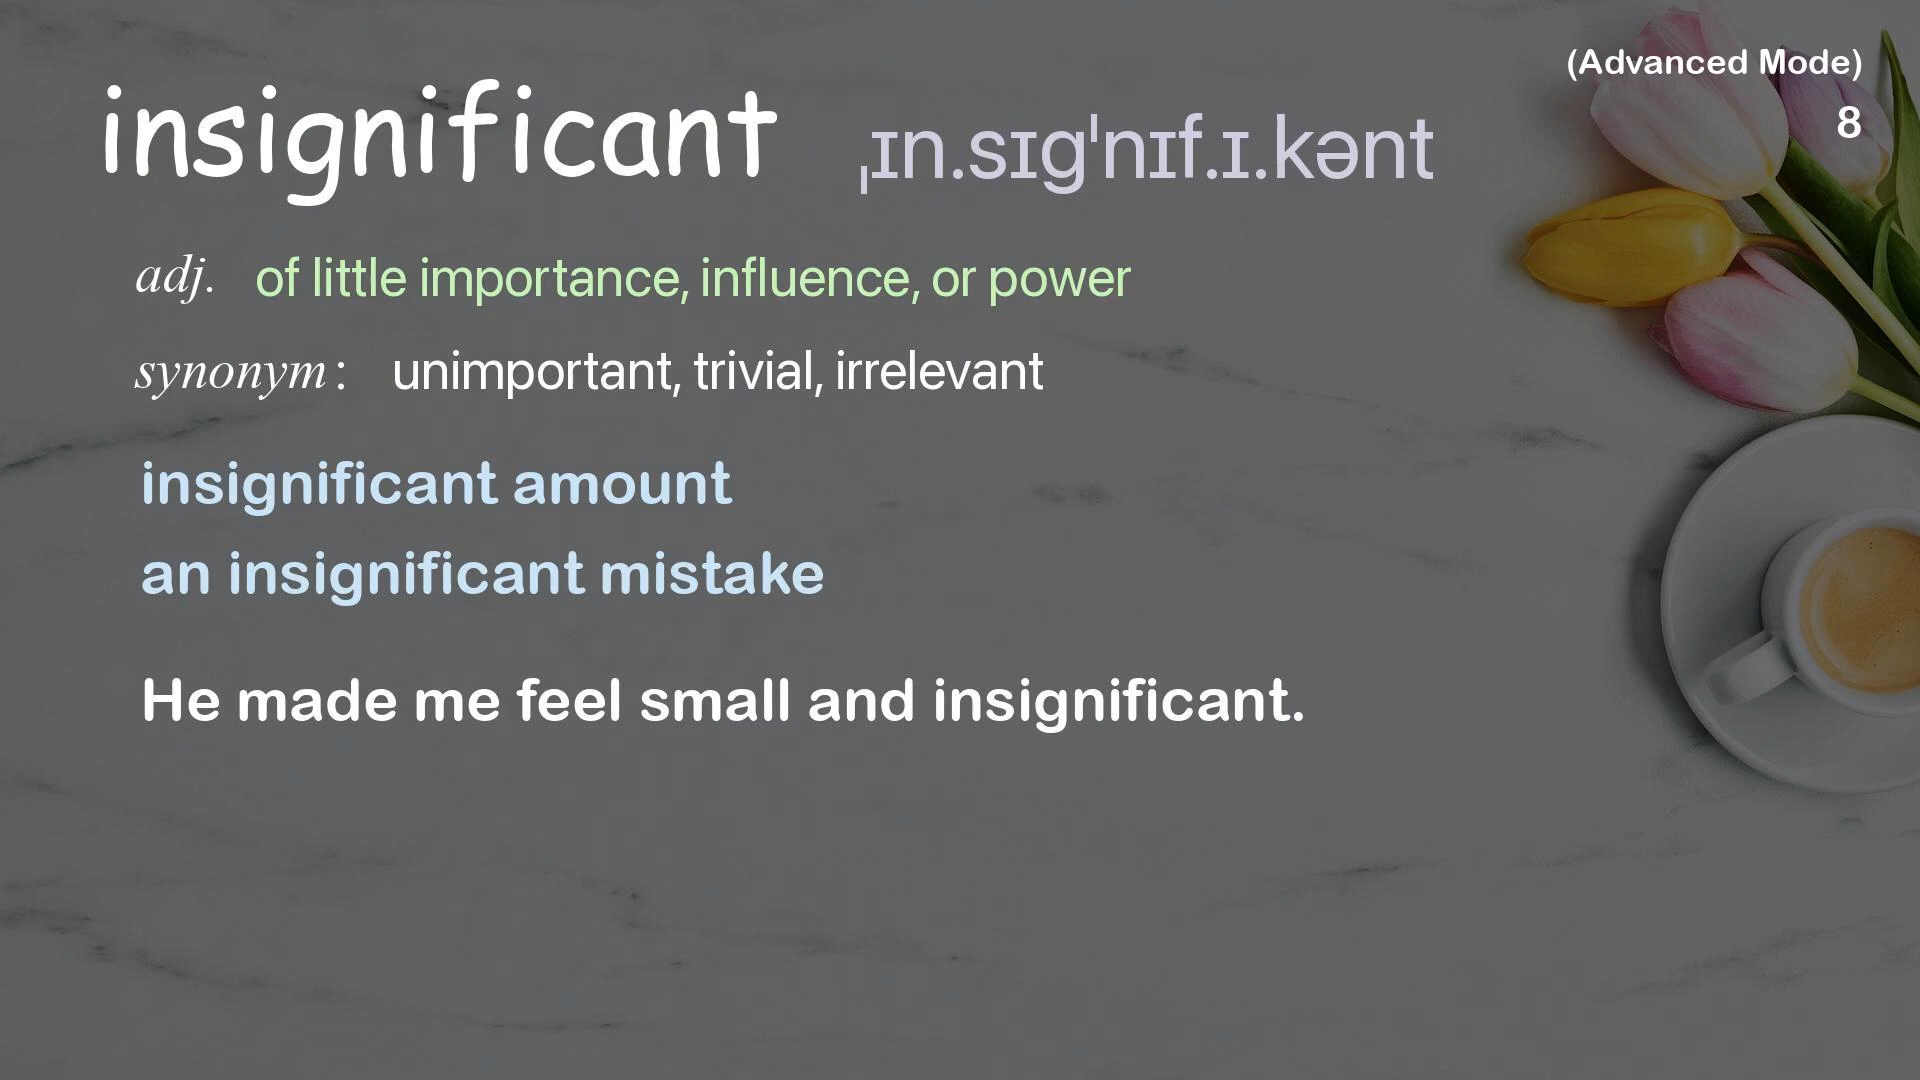 (Advanced Mode)
8
insignificant ˌɪn.sɪɡˈnɪf.ɪ.kənt
adj. of little importance, influence, or power
synonym: unimportant, trivial, irrelevant
insignificant amount
an insignificant mistake
He made me feel small and insignificant.